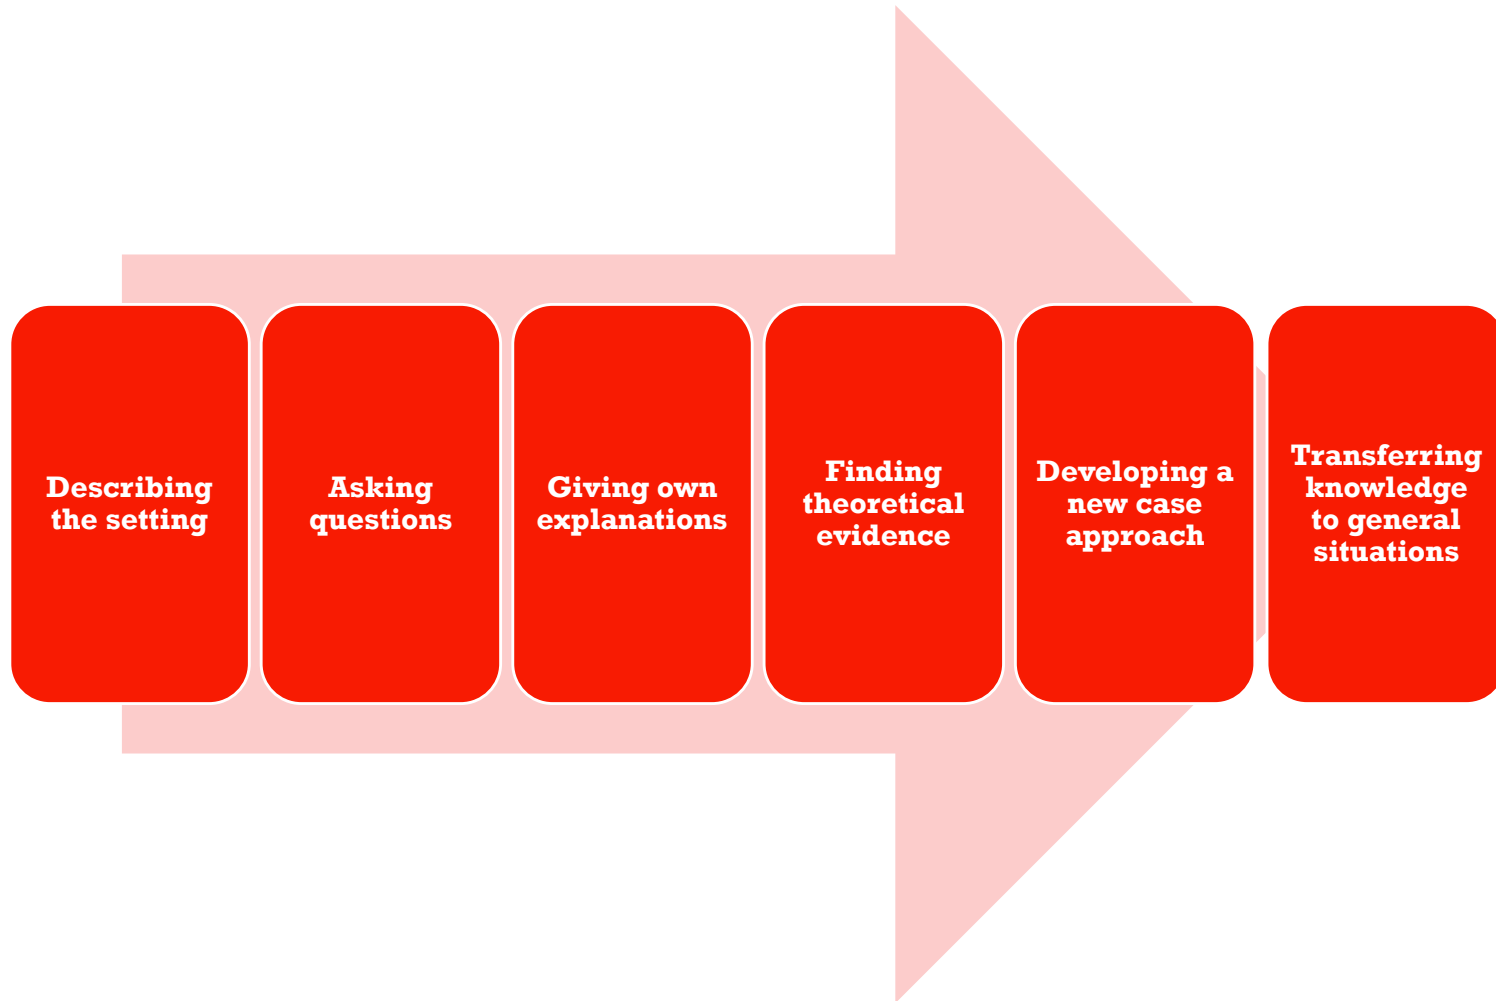 Describing
the setting
Asking
questions
Giving own
explanations
Finding
theoretical
evidence
Developing a
new case
approach
Transferring
knowledge
to general
situations